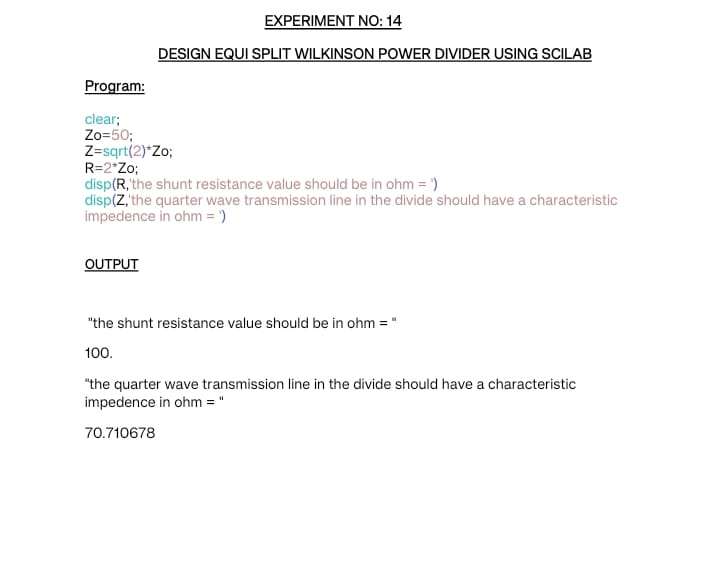 EXPERIMENT NO: 14
DESIGN EQUI SPLIT WILKINSON POWER DIVIDER USING SCILAB
Program:
clear;
Zo=50;
Z=sqrt(2)*Zo;
R=2*Zo;
disp(R,'the shunt resistance value should be in ohm = ')
disp(Z,'the quarter wave transmission line in the divide should have a characteristic
impedence in ohm = ')
OUTPUT
"the shunt resistance value should be in ohm = "
100.
"the quarter wave transmission line in the divide should have a characteristic
impedence in ohm = "
70.710678